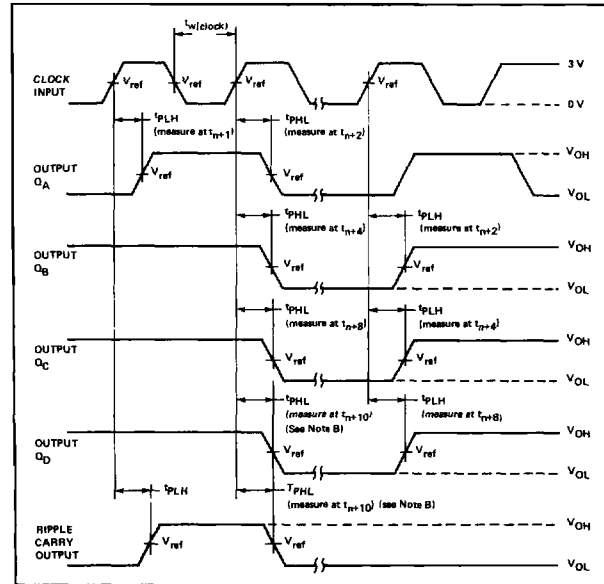 tw(clock)
CLOCK INPUT
Vref
Vref
Vref
Vref
3 V
0 V
tPLH
(measure at tn+1)
tPHL
(measure at tn+2)
OUTPUT QA
Vref
Vref
VOH
VOL
tPHL
(measure at tn+4)
tPLH
(measure at tn+2)
OUTPUT QB
Vref
Vref
VOH
VOL
tPHL
(measure at tn+8)
tPLH
(measure at tn+4)
OUTPUT QC
Vref
Vref
VOH
VOL
tPHL
(measure at tn+10)
(See Note B)
tPLH
(measure at tn+8)
OUTPUT QD
Vref
Vref
VOH
VOL
tPLH
TPHL
(measure at tn+10) (see Note B)
RIPPLE CARRY OUTPUT
Vref
Vref
VOH
VOL